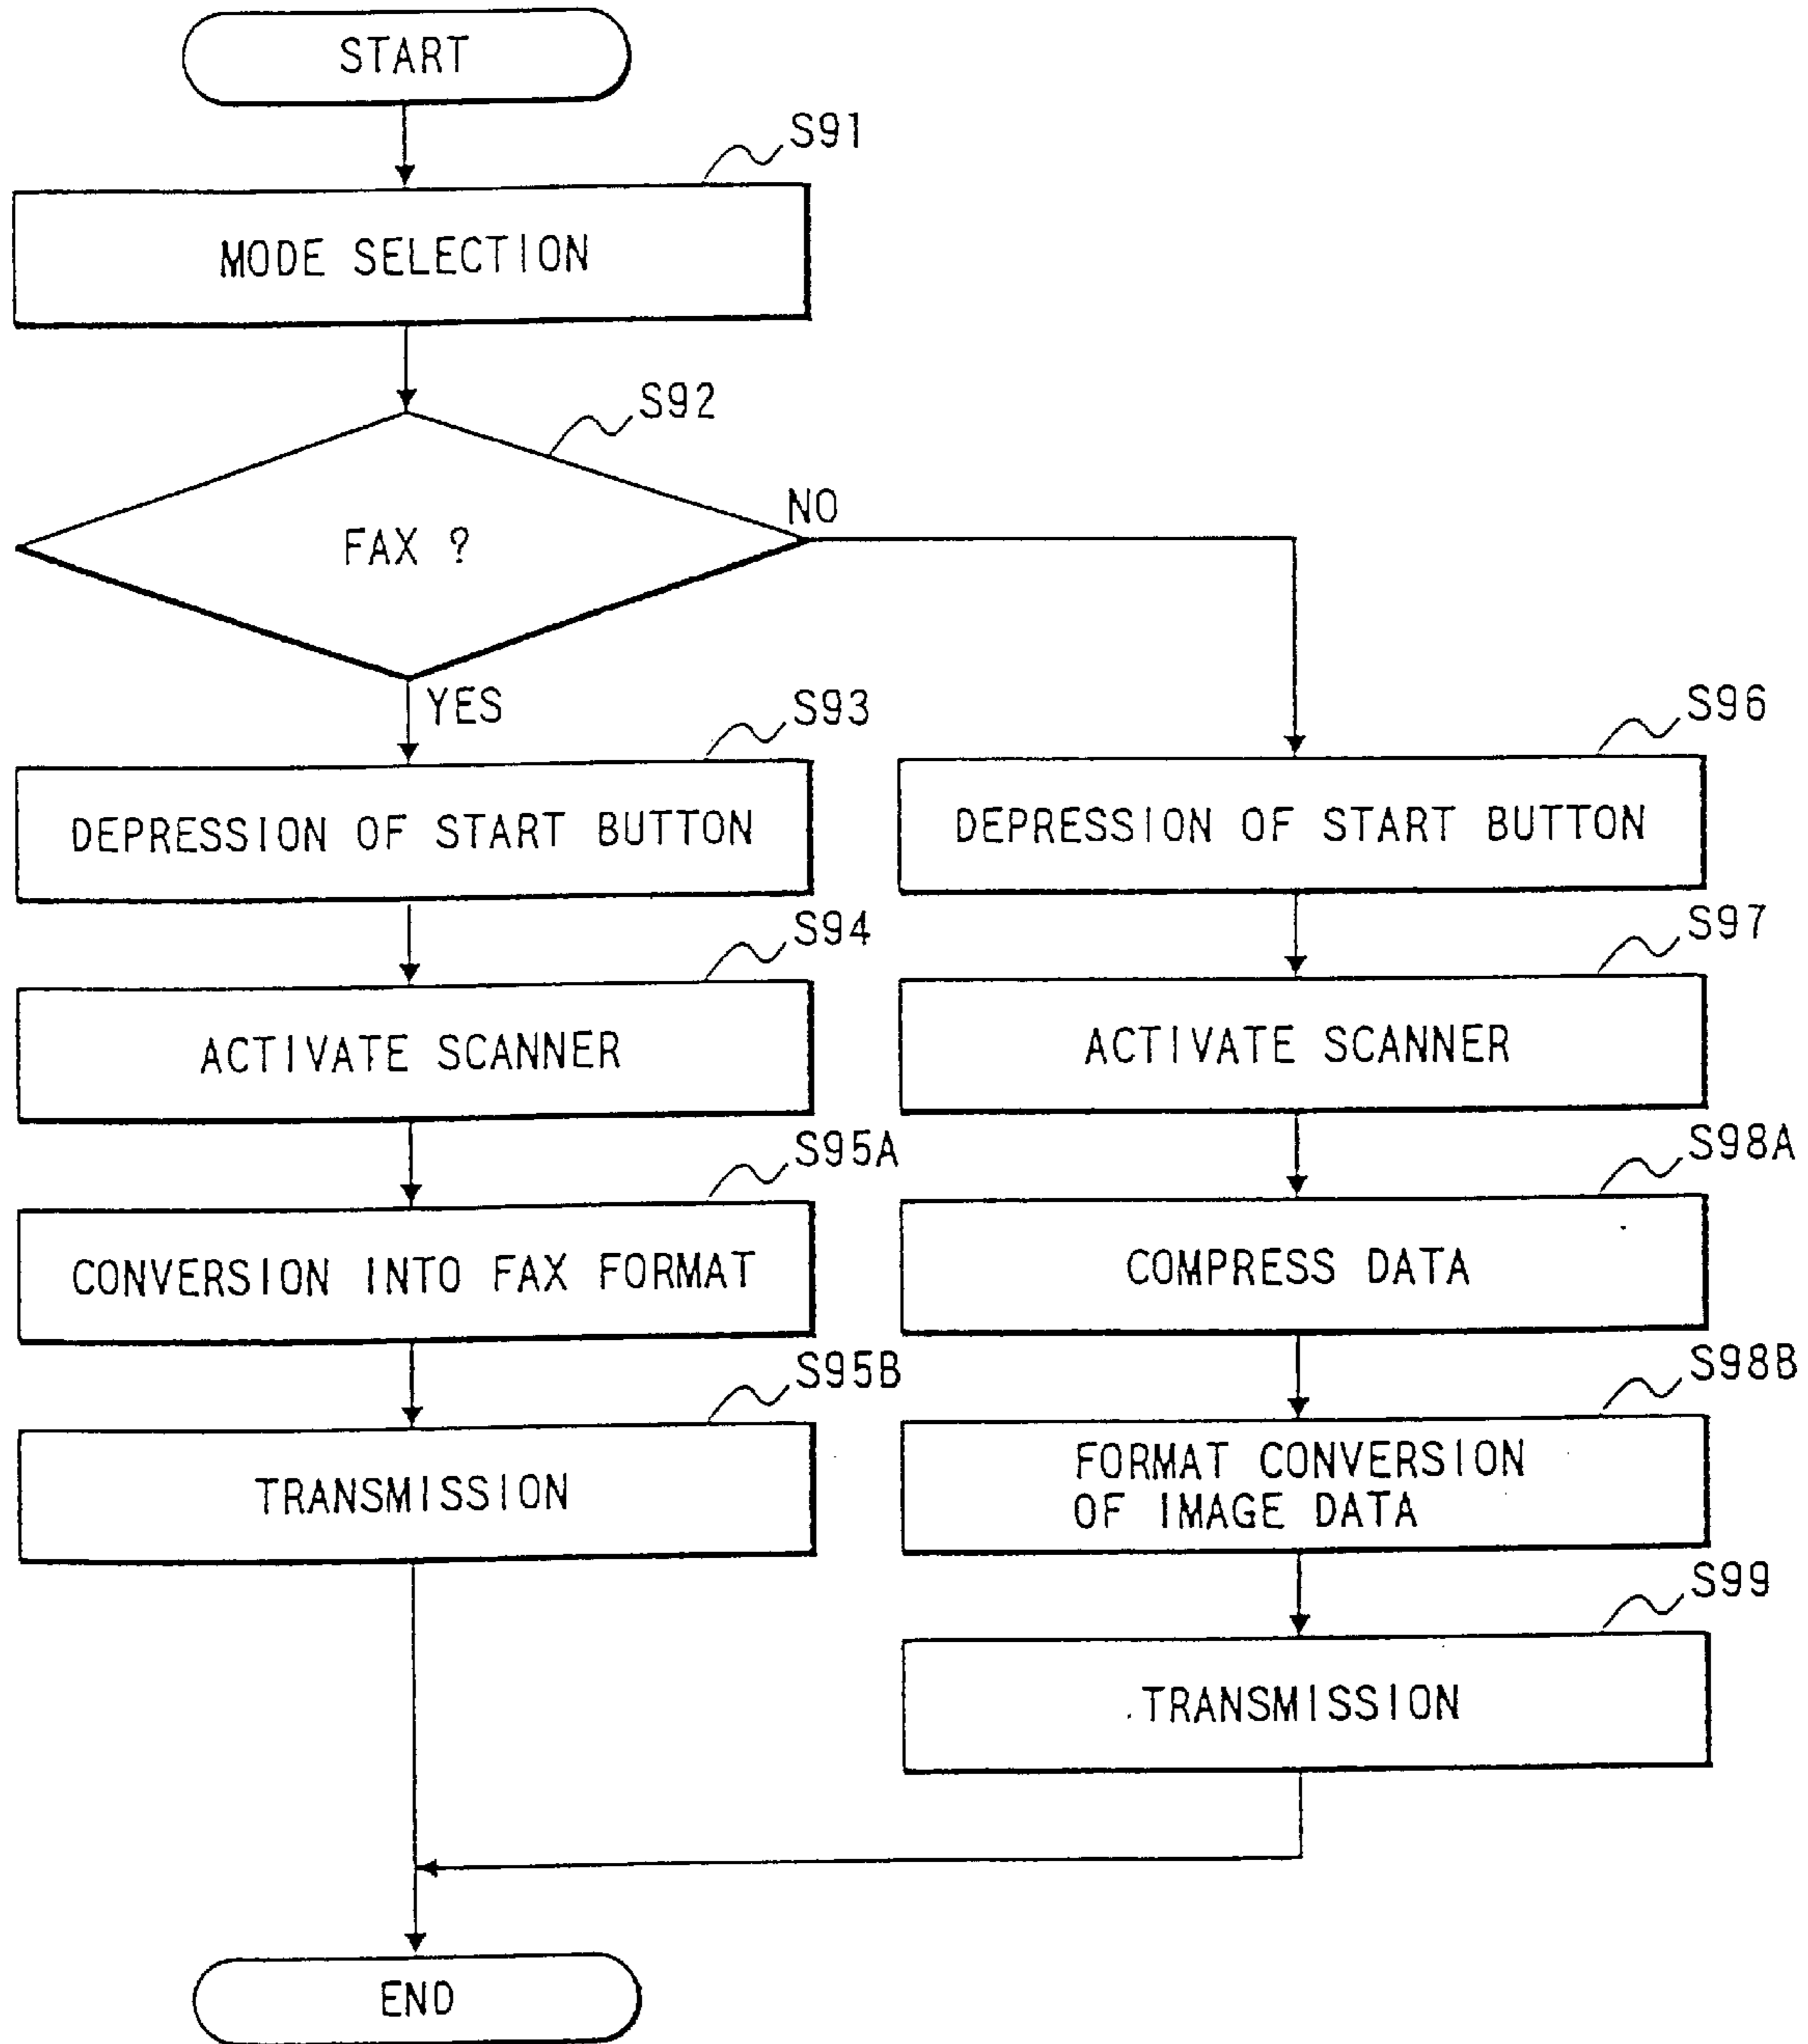 START
S91
MODE SELECTION
S92
FAX ?
NO
YES
S93
DEPRESSION OF START BUTTON
S94
ACTIVATE SCANNER
S95A
CONVERSION INTO FAX FORMAT
S95B
TRANSMISSION
S96
DEPRESSION OF START BUTTON
S97
ACTIVATE SCANNER
S98A
COMPRESS DATA
S98B
FORMAT CONVERSION
OF IMAGE DATA
S99
TRANSMISSION
END